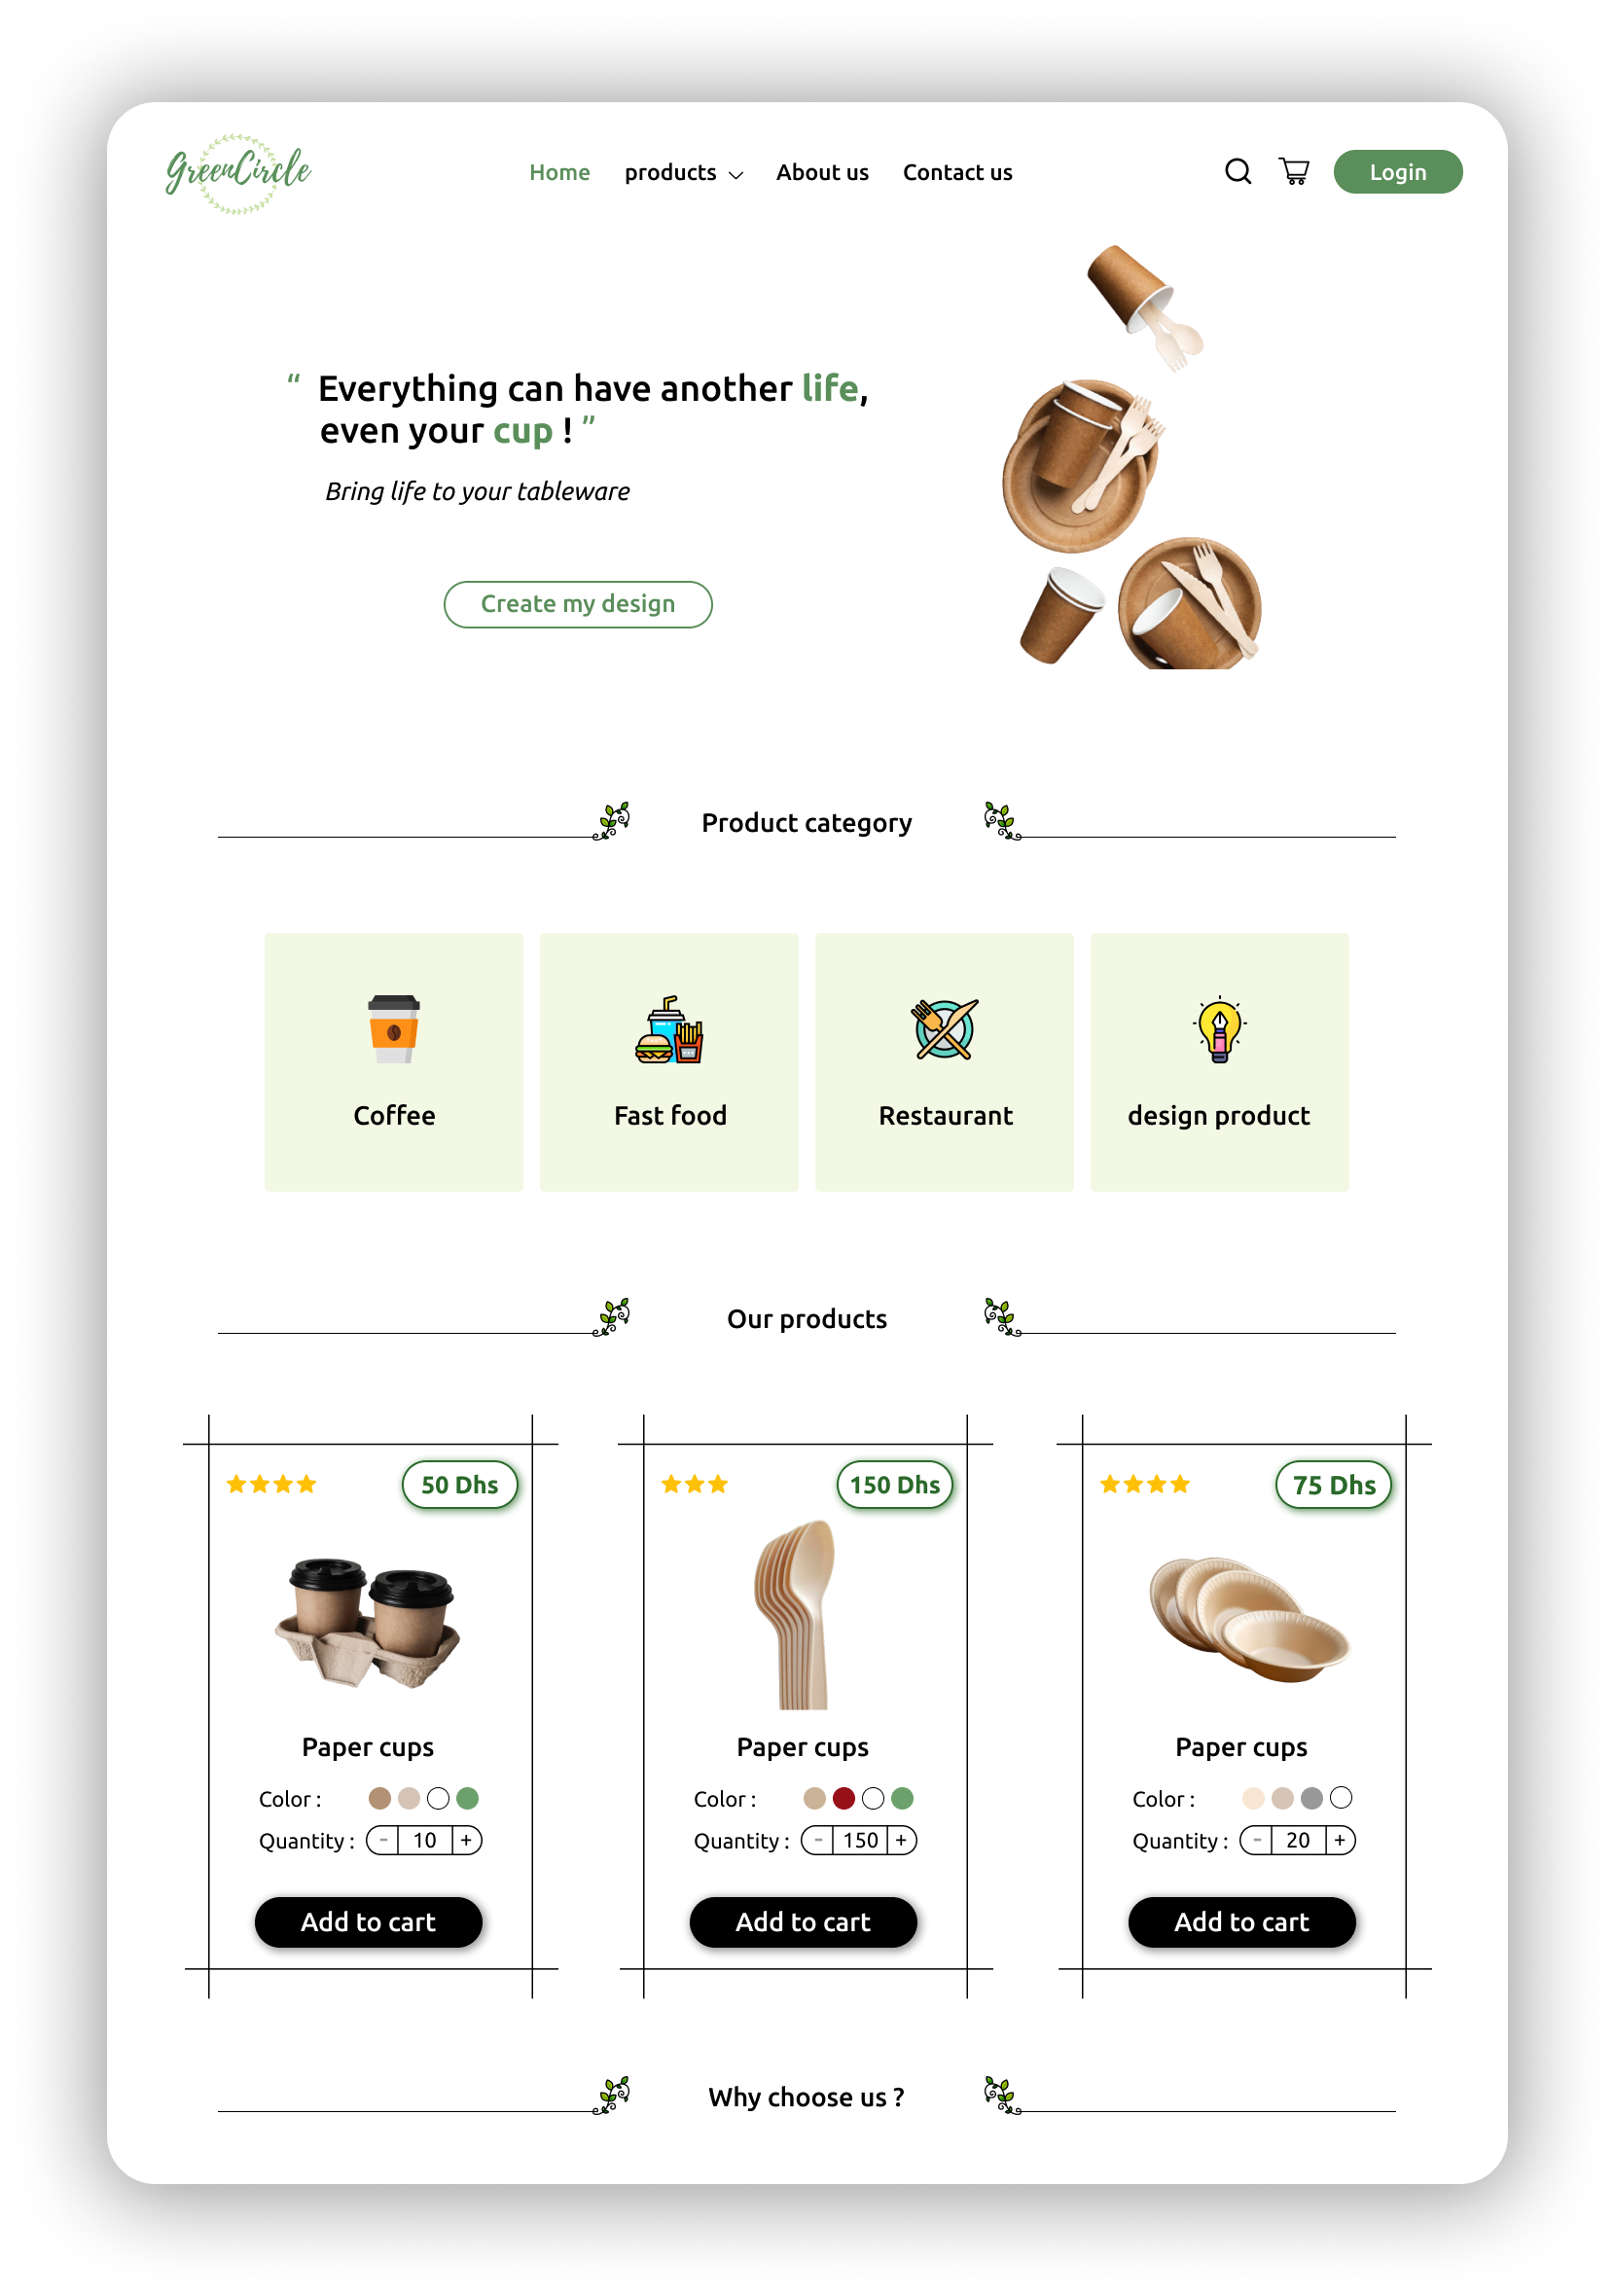 GreenCircle
Home products About us Contact us Login
“ Everything can have another life,
even your cup ! ”
Bring life to your tableware
Create my design
Product category
Coffee Fast food Restaurant design product
Our products
50 Dhs 150 Dhs 75 Dhs
Paper cups Paper cups Paper cups
Color : Color : Color :
Quantity : - 10 + Quantity : - 150 + Quantity : - 20 +
Add to cart Add to cart Add to cart
Why choose us ?